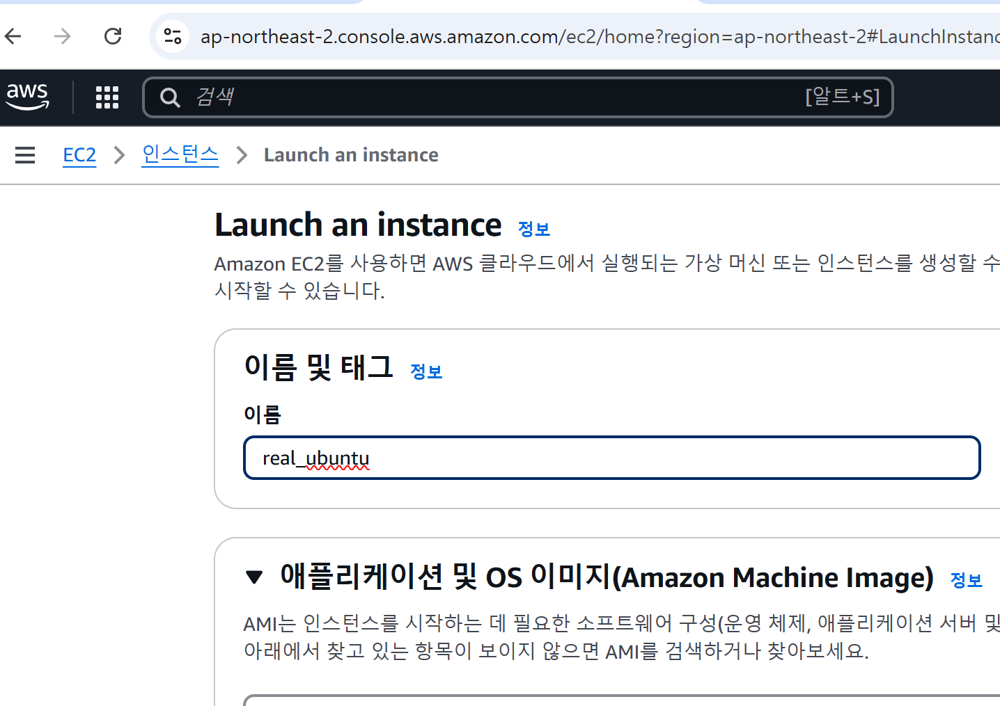 ap-northeast-2.console.aws.amazon.com/ec2/home?region=ap-northeast-2#LaunchInstanc
aws 검색 [알트+S]
EC2 > 인스턴스 > Launch an instance
Launch an instance 정보
Amazon EC2를 사용하면 AWS 클라우드에서 실행되는 가상 머신 또는 인스턴스를 생성할 수
시작할 수 있습니다.
이름 및 태그 정보
이름
real_ubuntu
애플리케이션 및 OS 이미지(Amazon Machine Image) 정보
AMI는 인스턴스를 시작하는 데 필요한 소프트웨어 구성(운영 체제, 애플리케이션 서버 및
아래에서 찾고 있는 항목이 보이지 않으면 AMI를 검색하거나 찾아보세요.